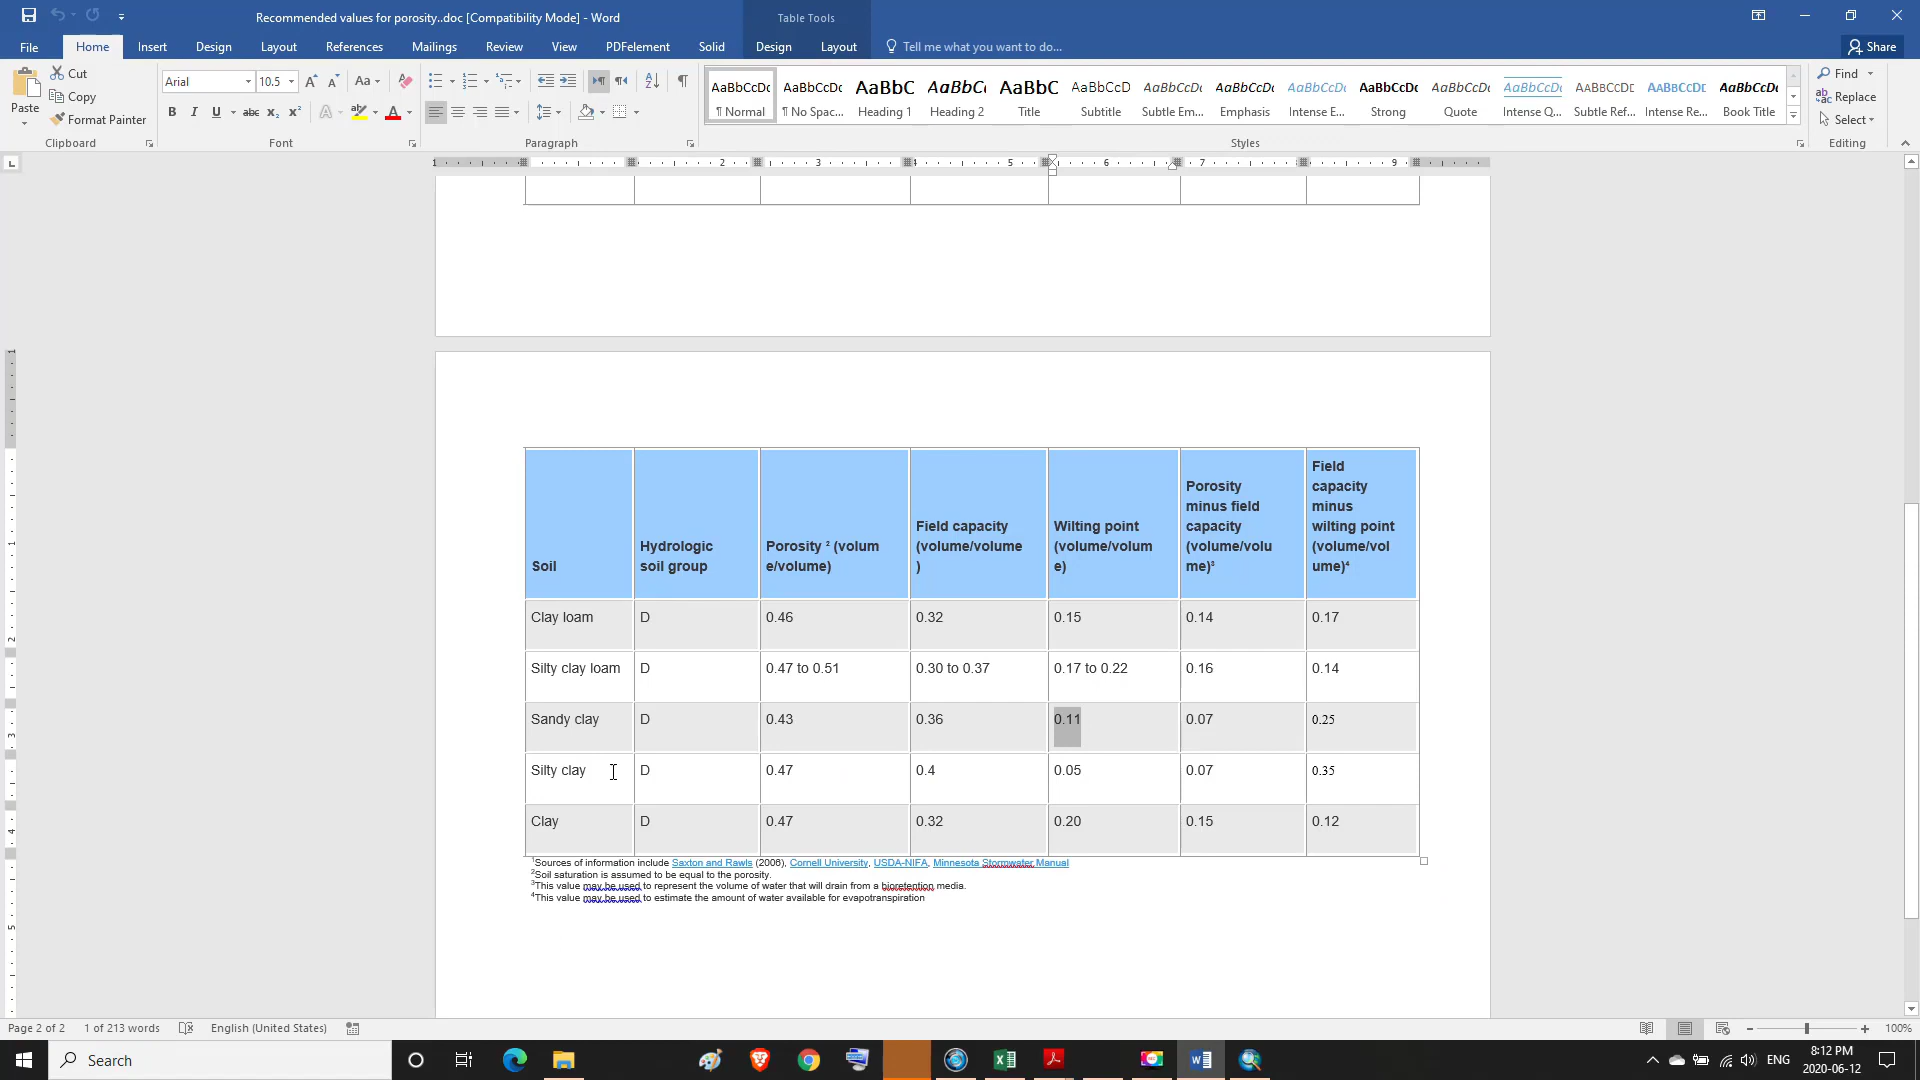 Recommended values for porosity..doc [Compatibility Mode] - Word
Table Tools
File
Home
Insert
Design
Layout
References
Mailings
Review
View
PDFelement
Solid
Design
Layout
Tell me what you want to do...
Share
Paste
Cut
Copy
Format Painter
Clipboard
Arial
10.5
Font
Paragraph
AaBbCcDc
¶ Normal
AaBbCcDc
¶ No Spac...
AaBbC
Heading 1
AaBbC
Heading 2
AaBbC
Title
AaBbCcD
Subtitle
AaBbCcDc
Subtle Em...
AaBbCcDc
Emphasis
AaBbCcDc
Intense E...
AaBbCcDc
Strong
AaBbCcDc
Quote
AaBbCcDc
Intense Q...
AaBbCcDc
Subtle Ref...
AaBbCcDc
Intense Re...
AaBbCcDc
Book Title
Styles
Find
Replace
Select
Editing
Soil
Hydrologic
soil group
Porosity ² (volum
e/volume)
Field capacity
(volume/volume
)
Wilting point
(volume/volum
e)
Porosity
minus field
capacity
(volume/volu
me)³
Field
capacity
minus
wilting point
(volume/vol
ume)⁴
Clay loam D 0.46 0.32 0.15 0.14 0.17
Silty clay loam D 0.47 to 0.51 0.30 to 0.37 0.17 to 0.22 0.16 0.14
Sandy clay D 0.43 0.36 0.11 0.07 0.25
Silty clay D 0.47 0.4 0.05 0.07 0.35
Clay D 0.47 0.32 0.20 0.15 0.12
¹Sources of information include Saxton and Rawls (2006), Cornell University, USDA-NIFA, Minnesota Stormwater Manual
²Soil saturation is assumed to be equal to the porosity.
³This value may be used to represent the volume of water that will drain from a bioretention media.
⁴This value may be used to estimate the amount of water available for evapotranspiration
Page 2 of 2
1 of 213 words
English (United States)
100%
Search
ENG
8:12 PM
2020-06-12